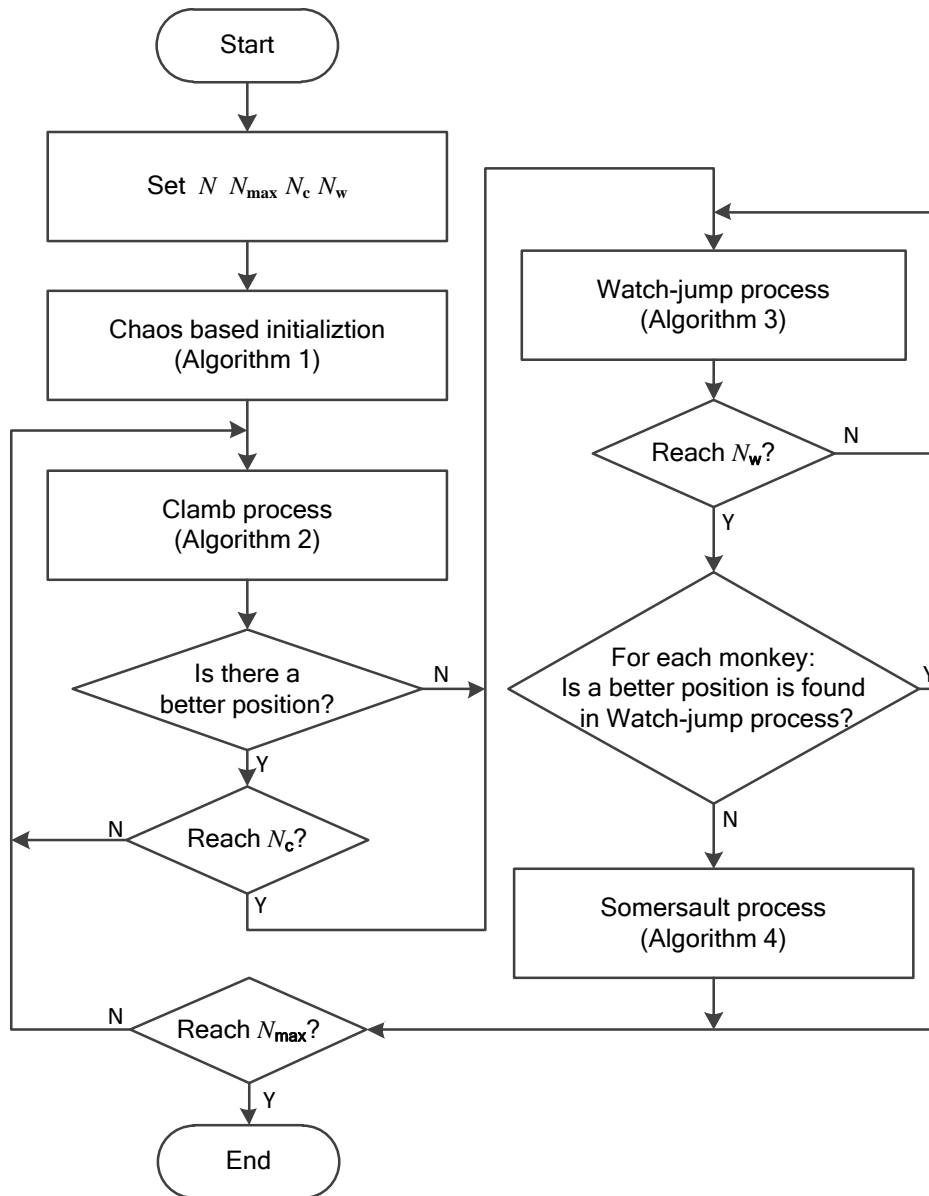 Start
Set N N_max N_c N_w
Chaos based initializtion
(Algorithm 1)
Clamb process
(Algorithm 2)
Is there a
better position?
N
Y
Reach N_c?
N
Y
Watch-jump process
(Algorithm 3)
Reach N_w?
N
Y
For each monkey:
Is a better position is found
in Watch-jump process?
Y
N
Somersault process
(Algorithm 4)
Reach N_max?
N
Y
End